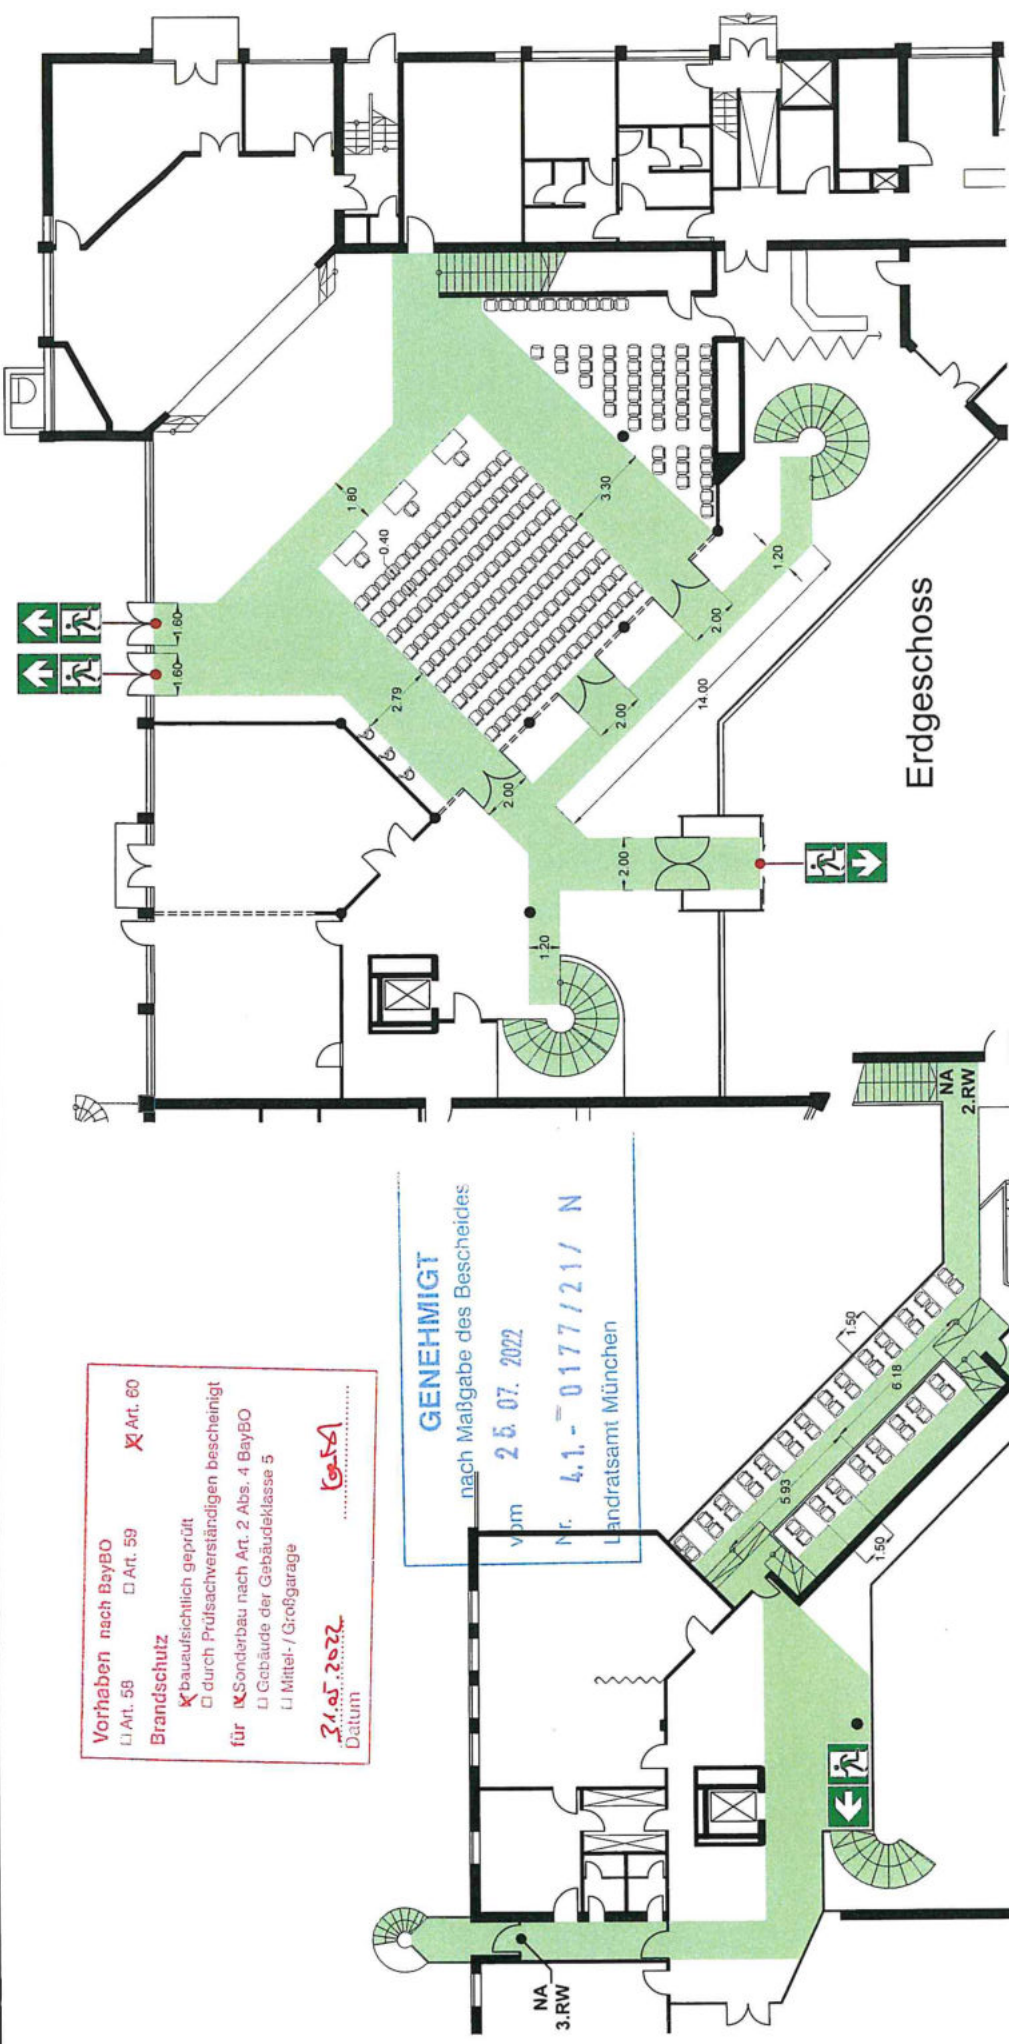 Erdgeschoss
1.60
1.60
1.80
0.40
2.79
3.30
2.00
2.00
2.00
1.20
14.00
2.00
1.20
Vorhaben nach BayBO
Art. 58 Art. 59 Art. 60
Brandschutz
bauaufsichtlich geprüft
durch Prüfsachverständigen bescheinigt
für Sonderbau nach Art. 2 Abs. 4 BayBO
Gebäude der Gebäudeklasse 5
Mittel- / Großgarage
31.05.2022
Datum
GENEHMIGT
nach Maßgabe des Bescheides
vom 25. 07. 2022
Nr. 4.1. - 0177 / 21 / N
Landratsamt München
NA
2.RW
1.50
6.18
5.93
1.50
NA
3.RW